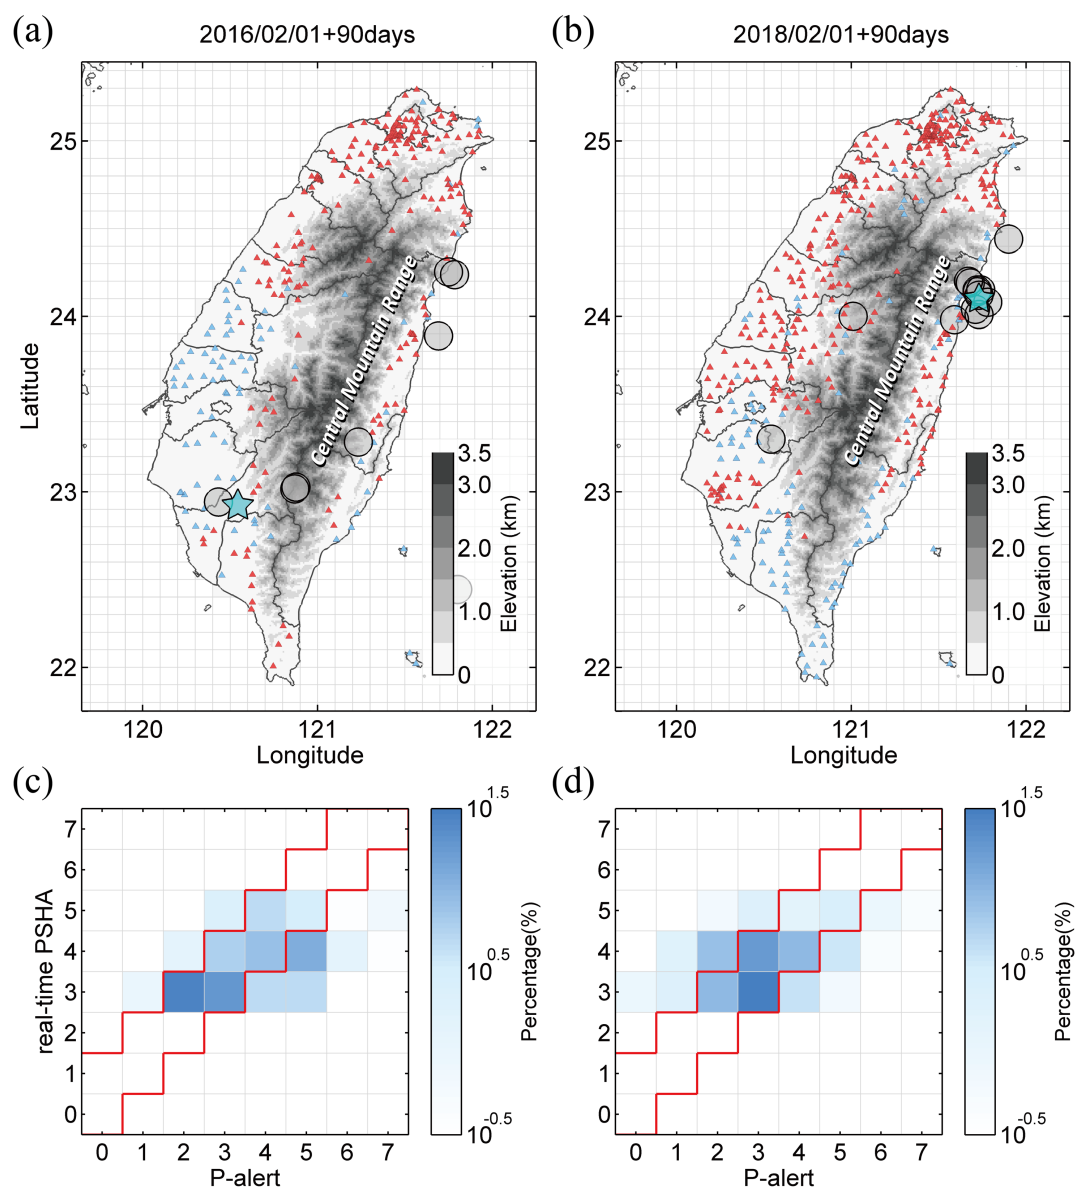 (a)
2016/02/01+90days
25
24
23
22
Latitude
Central Mountain Range
3.5
3.0
2.0
1.0
0
Elevation (km)
120
121
122
Longitude
(b)
2018/02/01+90days
25
24
23
22
Central Mountain Range
3.5
3.0
2.0
1.0
0
Elevation (km)
120
121
122
Longitude
(c)
7
6
5
4
3
2
1
0
real-time PSHA
0 1 2 3 4 5 6 7
P-alert
10^1.5
10^0.5
10^-0.5
Percentage(%)
(d)
7
6
5
4
3
2
1
0
0 1 2 3 4 5 6 7
P-alert
10^1.5
10^0.5
10^-0.5
Percentage(%)